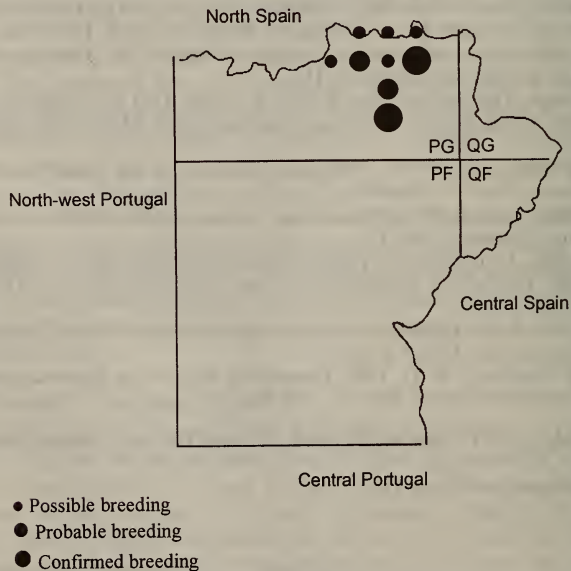 North Spain
PG QG
PF QF
North-west Portugal
Central Spain
Central Portugal
Possible breeding
Probable breeding
Confirmed breeding